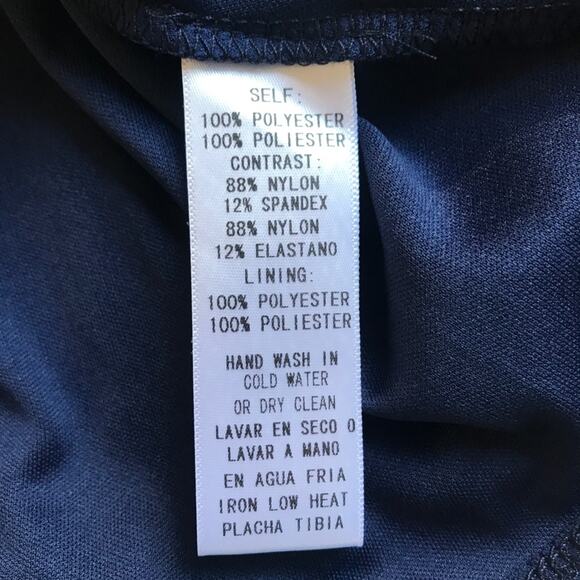 SELF:
100% POLYESTER
100% POLIESTER
CONTRAST:
88% NYLON
12% SPANDEX
88% NYLON
12% ELASTANO
LINING:
100% POLYESTER
100% POLIESTER
HAND WASH IN
COLD WATER
OR DRY CLEAN
LAVAR EN SECO O
LAVAR A MANO
EN AGUA FRIA
IRON LOW HEAT
PLACHA TIBIA